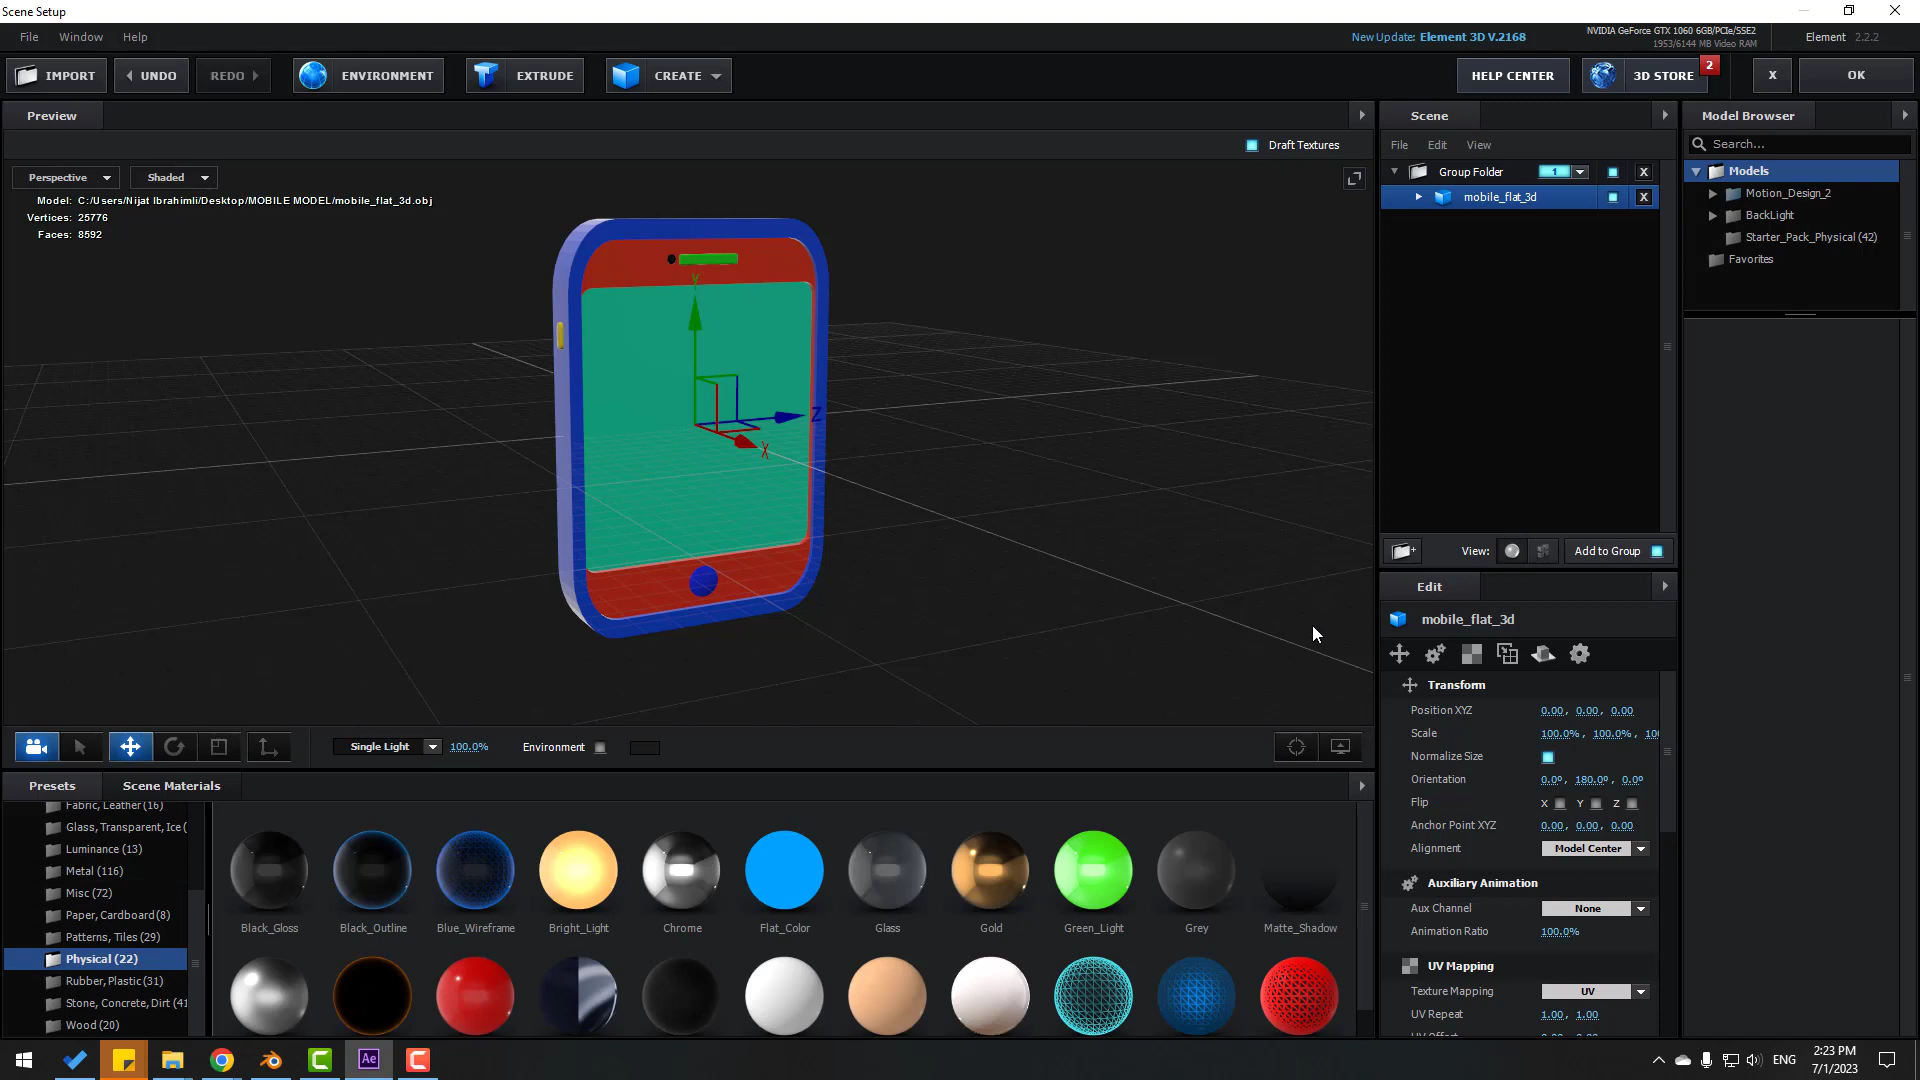 Scene Setup
File Window Help
New Update: Element 3D V.2168
NVIDIA GeForce GTX 1060 6GB/PCIe/SSE2
1953/6144 MB Video RAM
Element 2.2.2
IMPORT UNDO REDO ENVIRONMENT EXTRUDE CREATE HELP CENTER 3D STORE 2 X OK
Preview
Draft Textures
Perspective Shaded
Model: C:/Users/Nijat Ibrahimli/Desktop/MOBILE MODEL/mobile_flat_3d.obj
Vertices: 25776
Faces: 8592
Y
Z
X
Single Light 100.0% Environment
Scene
File Edit View
Group Folder 1 X
mobile_flat_3d X
View: Add to Group
Model Browser
Search...
Models
Motion_Design_2
BackLight
Starter_Pack_Physical (42)
Favorites
Edit
mobile_flat_3d
Transform
Position XYZ 0.00, 0.00, 0.00
Scale 100.0%, 100.0%, 10
Normalize Size
Orientation 0.0º, 180.0º, 0.0º
Flip X Y Z
Anchor Point XYZ 0.00, 0.00, 0.00
Alignment Model Center
Auxiliary Animation
Aux Channel None
Animation Ratio 100.0%
UV Mapping
Texture Mapping UV
UV Repeat 1.00, 1.00
Presets Scene Materials
Fabric, Leather (16)
Glass, Transparent, Ice (
Luminance (13)
Metal (116)
Misc (72)
Paper, Cardboard (8)
Patterns, Tiles (29)
Physical (22)
Rubber, Plastic (31)
Stone, Concrete, Dirt (41
Wood (20)
Black_Gloss Black_Outline Blue_Wireframe Bright_Light Chrome Flat_Color Glass Gold Green_Light Grey Matte_Shadow
Ae
ENG
2:23 PM
7/1/2023